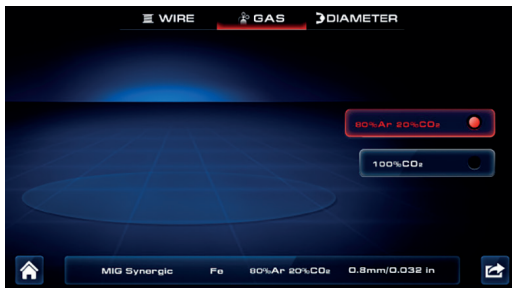 WIRE GAS DIAMETER
80%Ar 20%CO₂
100%CO₂
MIG Synergic Fe 80%Ar 20%CO₂ 0.8mm/0.032 in